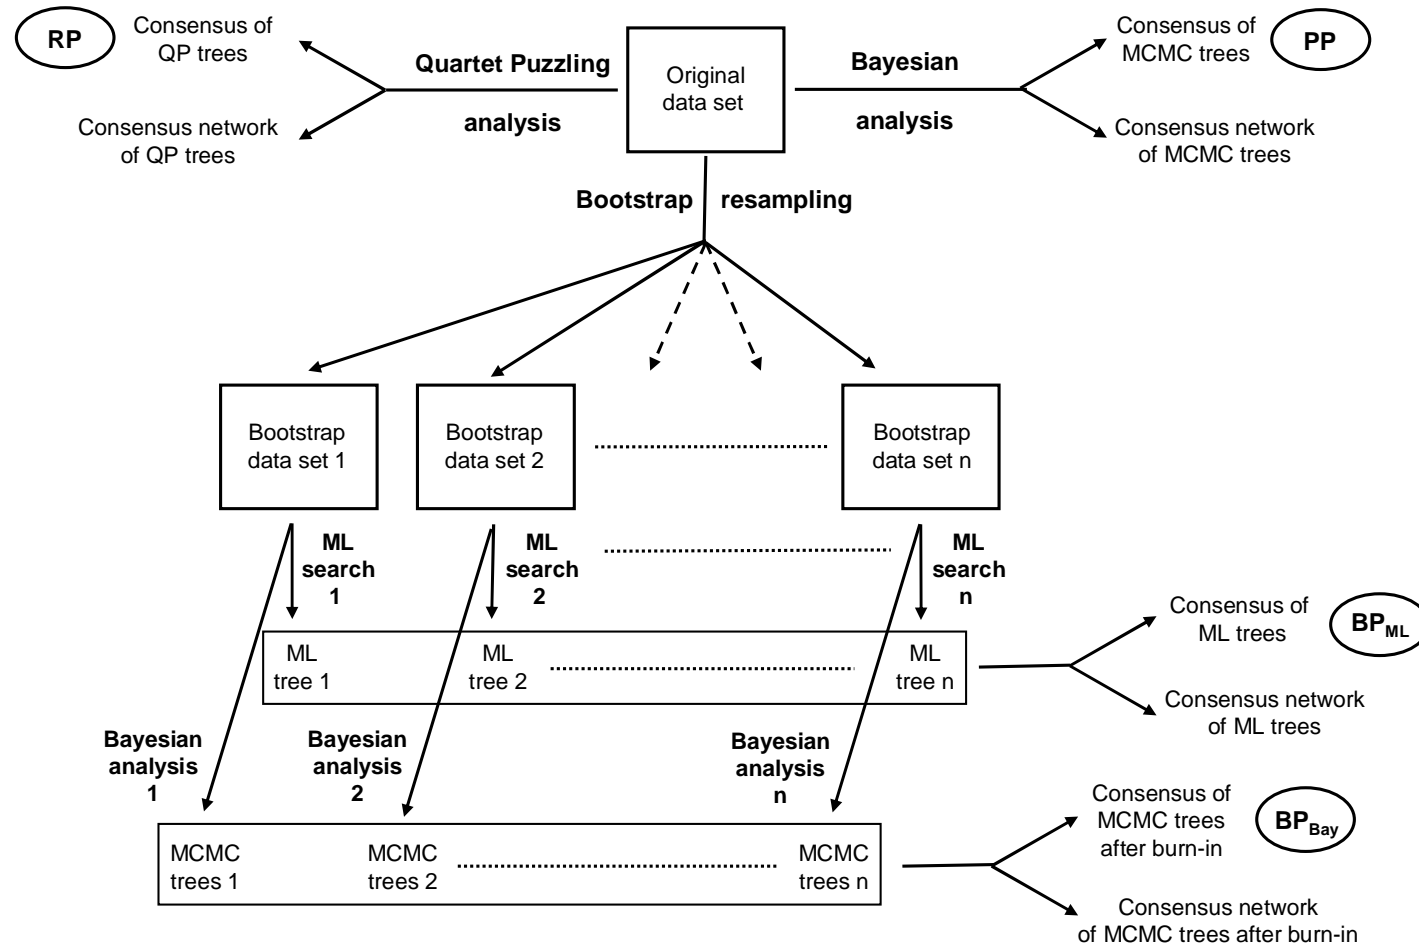 RP
Consensus of
QP trees
Consensus network
of QP trees
Quartet Puzzling
analysis
Original
data set
Bayesian
analysis
Consensus of
MCMC trees
PP
Consensus network
of MCMC trees
Bootstrap resampling
Bootstrap
data set 1
Bootstrap
data set 2
Bootstrap
data set n
ML
search
1
ML
search
2
ML
search
n
ML
tree 1
ML
tree 2
ML
tree n
Consensus of
ML trees
BPML
Consensus network
of ML trees
Bayesian
analysis
1
Bayesian
analysis
2
Bayesian
analysis
n
MCMC
trees 1
MCMC
trees 2
MCMC
trees n
Consensus of
MCMC trees
after burn-in
BPBay
Consensus network
of MCMC trees after burn-in